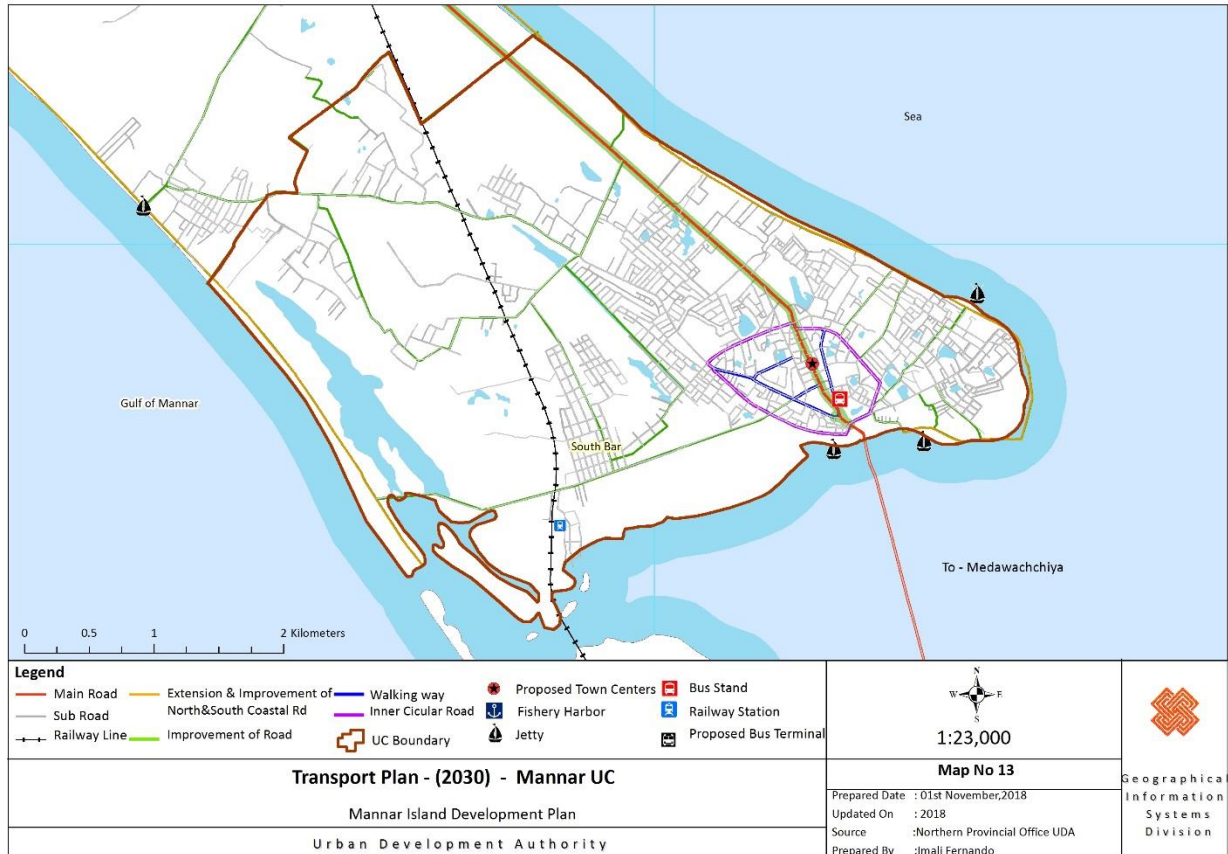 Sea
Gulf of Mannar
South Bar
To - Medawachchiya
0 0.5 1 2 Kilometers
Legend
Main Road
Sub Road
Railway Line
Extension & Improvement of
North&South Coastal Rd
Improvement of Road
Walking way
Inner Cicular Road
UC Boundary
Proposed Town Centers
Fishery Harbor
Jetty
Bus Stand
Railway Station
Proposed Bus Terminal
N
W E
S
1:23,000
Transport Plan - (2030) - Mannar UC
Mannar Island Development Plan
Urban Development Authority
Map No 13
Prepared Date : 01st November,2018
Updated On : 2018
Source :Northern Provincial Office UDA
Prepared By :Imali Fernando
Geographical
Information
Systems
Division